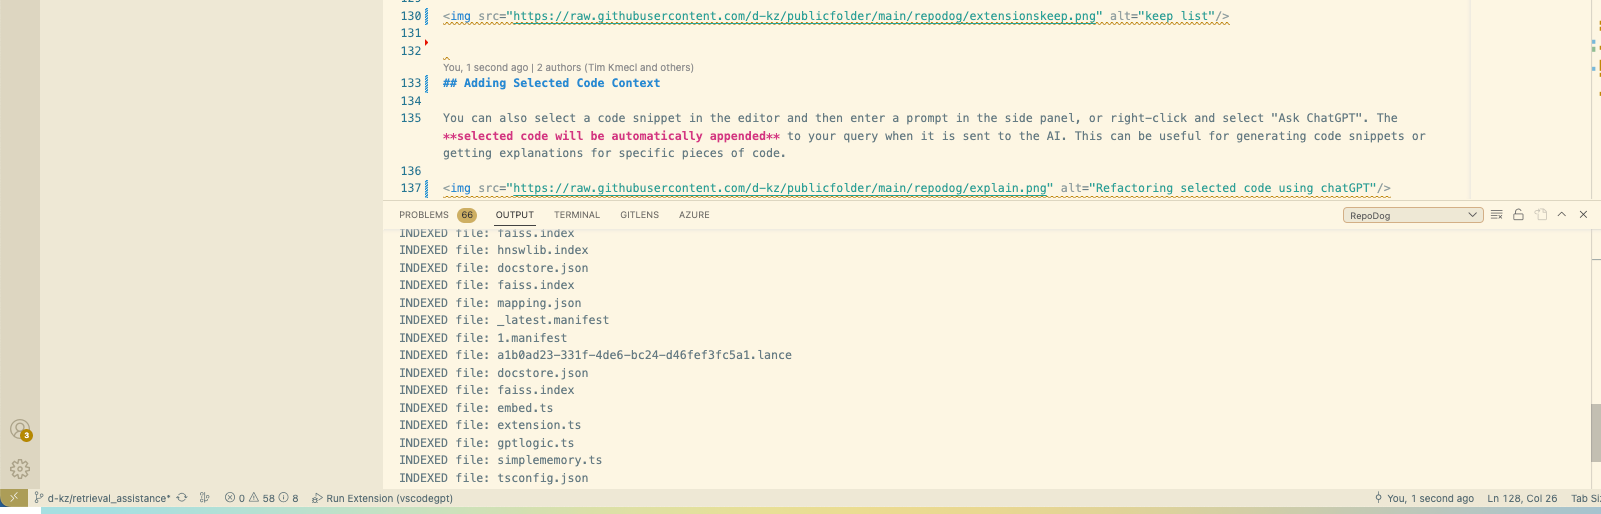 130 <img src="https://raw.githubusercontent.com/d-kz/publicfolder/main/repodog/extensionskeep.png" alt="keep list"/>
131
132
You, 1 second ago | 2 authors (Tim Kmecl and others)
133 ## Adding Selected Code Context
134
135 You can also select a code snippet in the editor and then enter a prompt in the side panel, or right-click and select "Ask ChatGPT". The
**selected code will be automatically appended** to your query when it is sent to the AI. This can be useful for generating code snippets or
getting explanations for specific pieces of code.
136
137 <img src="https://raw.githubusercontent.com/d-kz/publicfolder/main/repodog/explain.png" alt="Refactoring selected code using chatGPT"/>
PROBLEMS 66 OUTPUT TERMINAL GITLENS AZURE RepoDog
INDEXED file: faiss.index
INDEXED file: hnswlib.index
INDEXED file: docstore.json
INDEXED file: faiss.index
INDEXED file: mapping.json
INDEXED file: _latest.manifest
INDEXED file: 1.manifest
INDEXED file: a1b0ad23-331f-4de6-bc24-d46fef3fc5a1.lance
INDEXED file: docstore.json
INDEXED file: faiss.index
INDEXED file: embed.ts
INDEXED file: extension.ts
INDEXED file: gptlogic.ts
INDEXED file: simplememory.ts
INDEXED file: tsconfig.json
3
d-kz/retrieval_assistance* 0 58 8 Run Extension (vscodegpt) You, 1 second ago Ln 128, Col 26 Tab Si